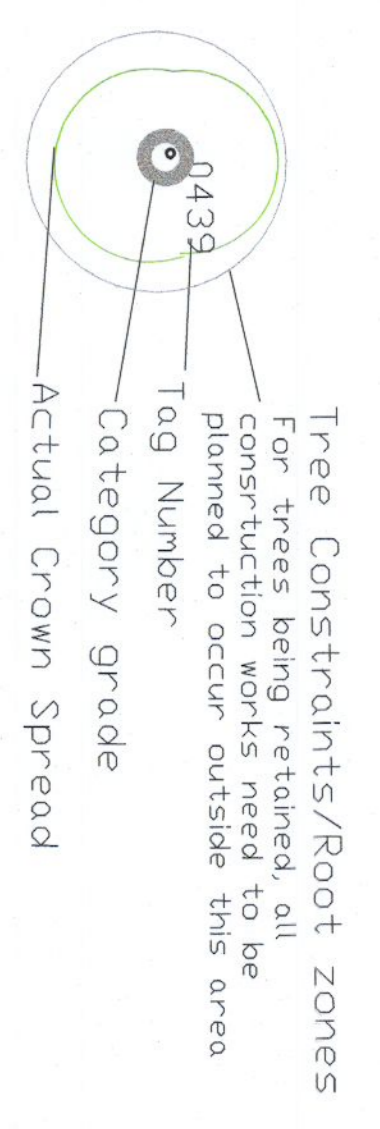 Tree Constraints/Root zones
For trees being retained, all
consrtuction works need to be
planned to occur outside this area
0439
Tag Number
Category grade
Actual Crown Spread